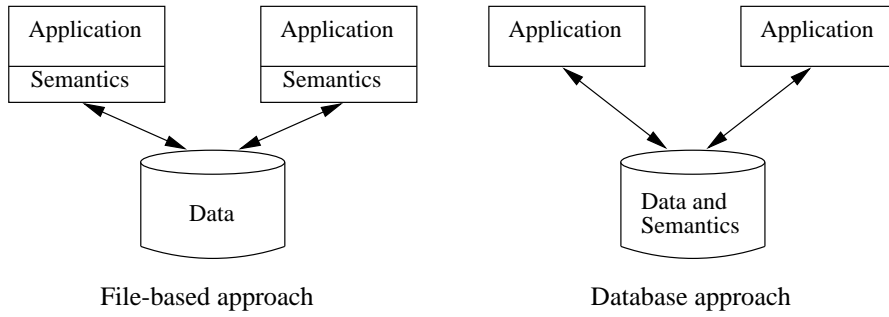 Application
Semantics
Application
Semantics
Data
File-based approach
Application
Application
Data and
Semantics
Database approach